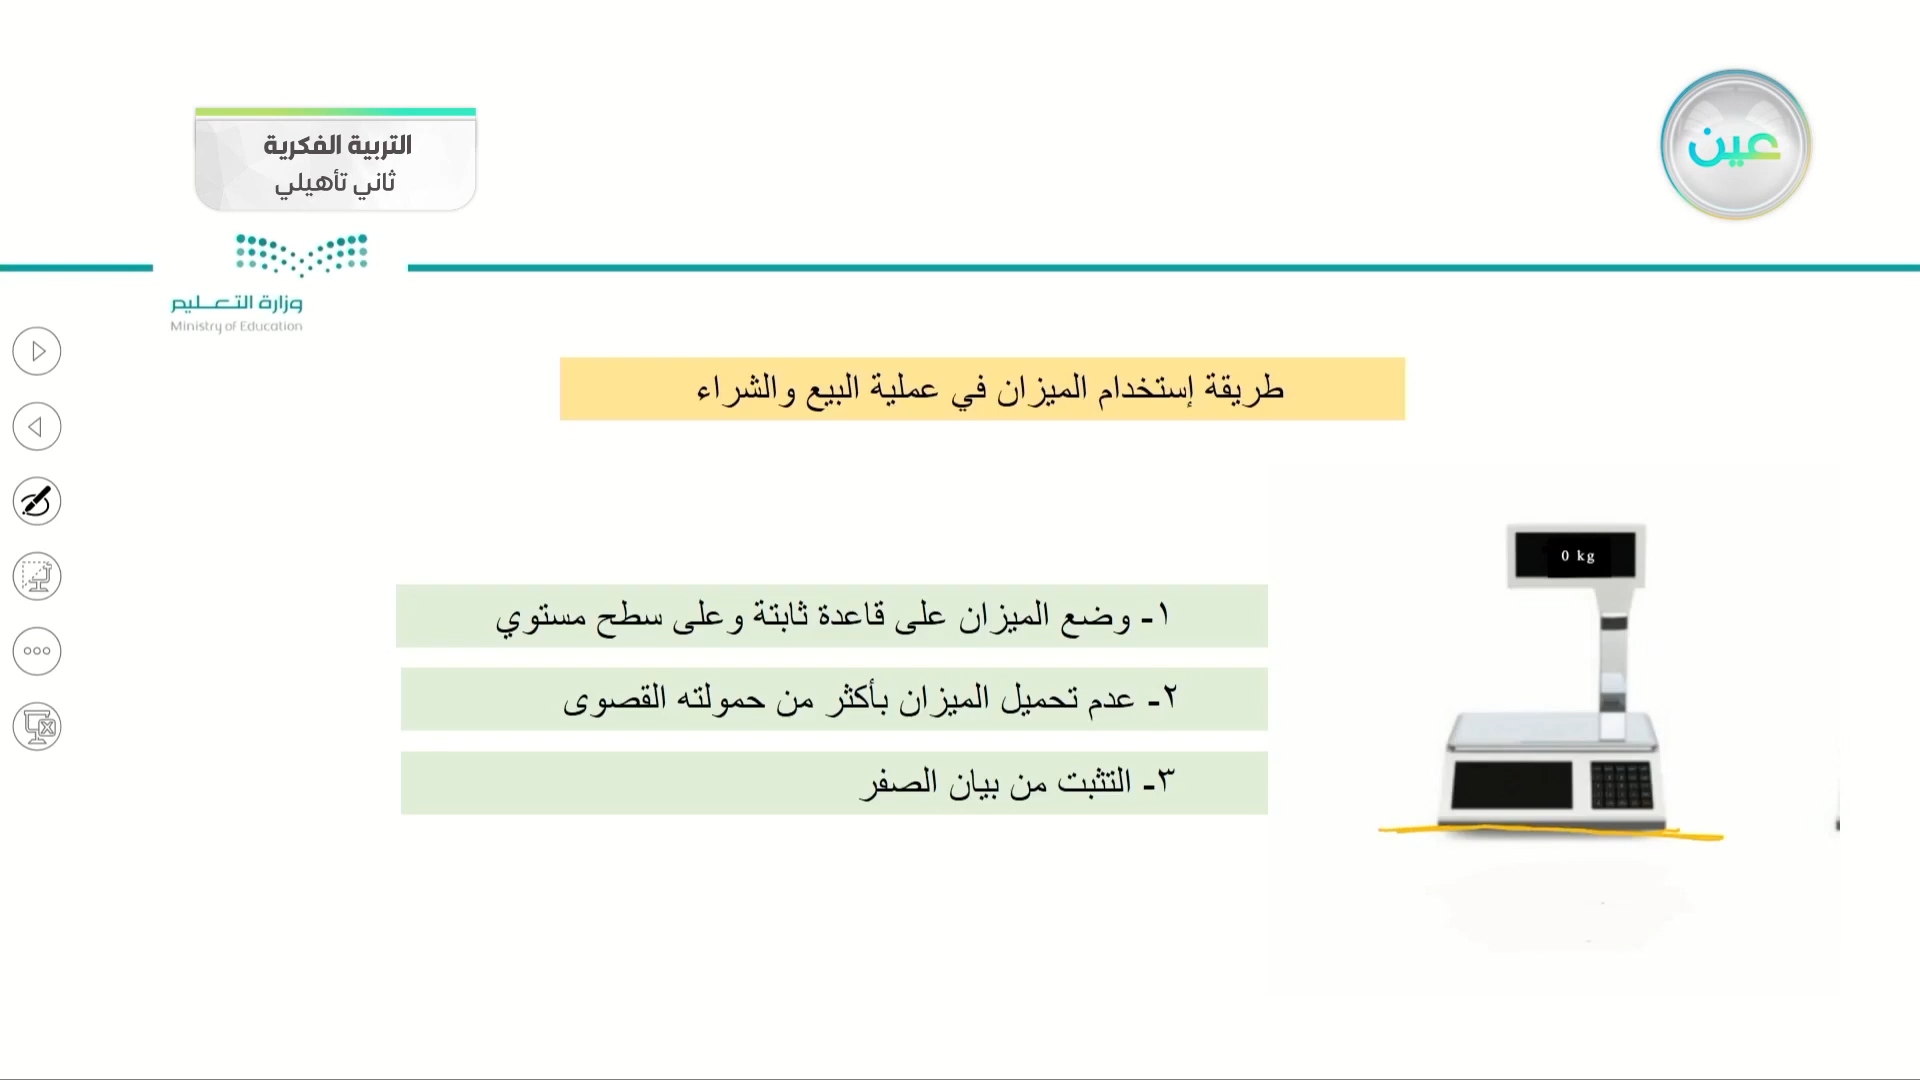 التربية الفكرية
ثاني تأهيلي
عين
وزارة التعليم
Ministry of Education
طريقة إستخدام الميزان في عملية البيع والشراء
0 kg
١- وضع الميزان على قاعدة ثابتة وعلى سطح مستوي
٢- عدم تحميل الميزان بأكثر من حمولته القصوى
٣- التثبت من بيان الصفر